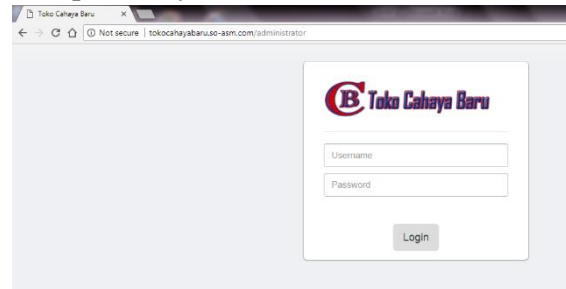 Toko Cahaya Baru
Not secure | tokocahayabaru.so-asm.com/administrator
CB Toko Cahaya Baru
Username
Password
Login